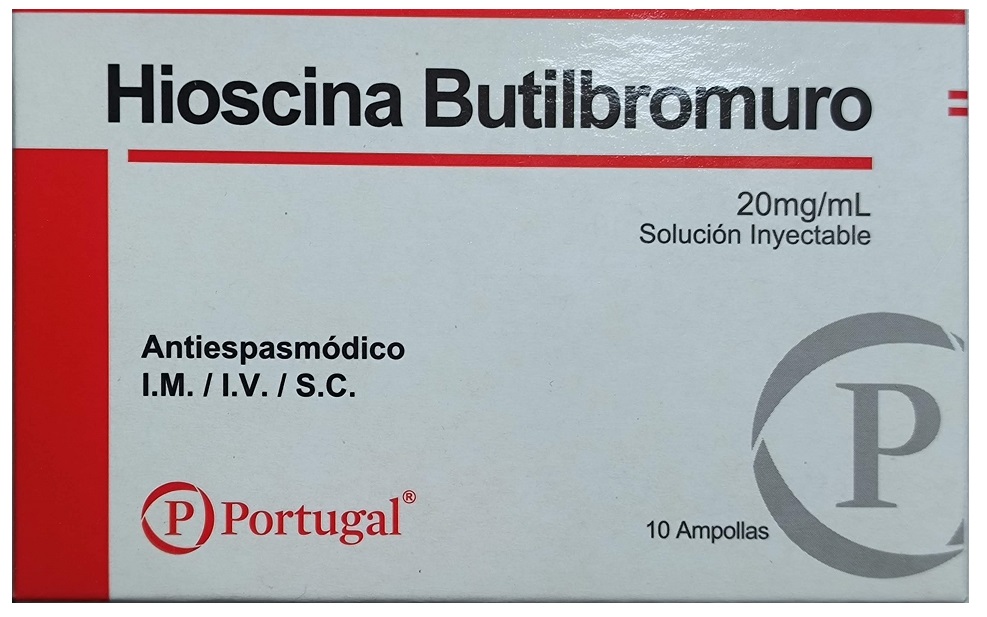 Hioscina Butilbromuro
20mg/mL
Solución Inyectable
Antiespasmódico
I.M. / I.V. / S.C.
P Portugal®
10 Ampollas
P